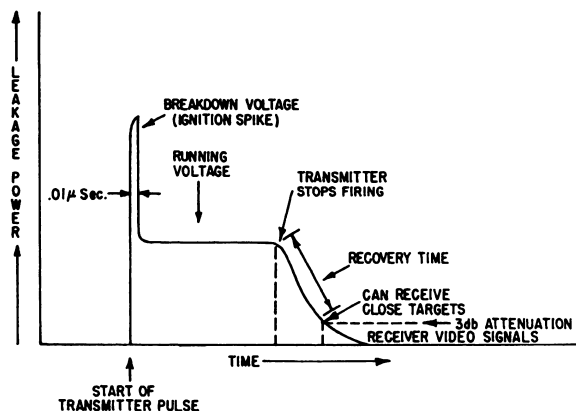 LEAKAGE POWER
BREAKDOWN VOLTAGE
(IGNITION SPIKE)
RUNNING
VOLTAGE
.01μ Sec.
TRANSMITTER
STOPS FIRING
RECOVERY TIME
CAN RECEIVE
CLOSE TARGETS
3db ATTENUATION
RECEIVER VIDEO SIGNALS
TIME
START OF
TRANSMITTER PULSE